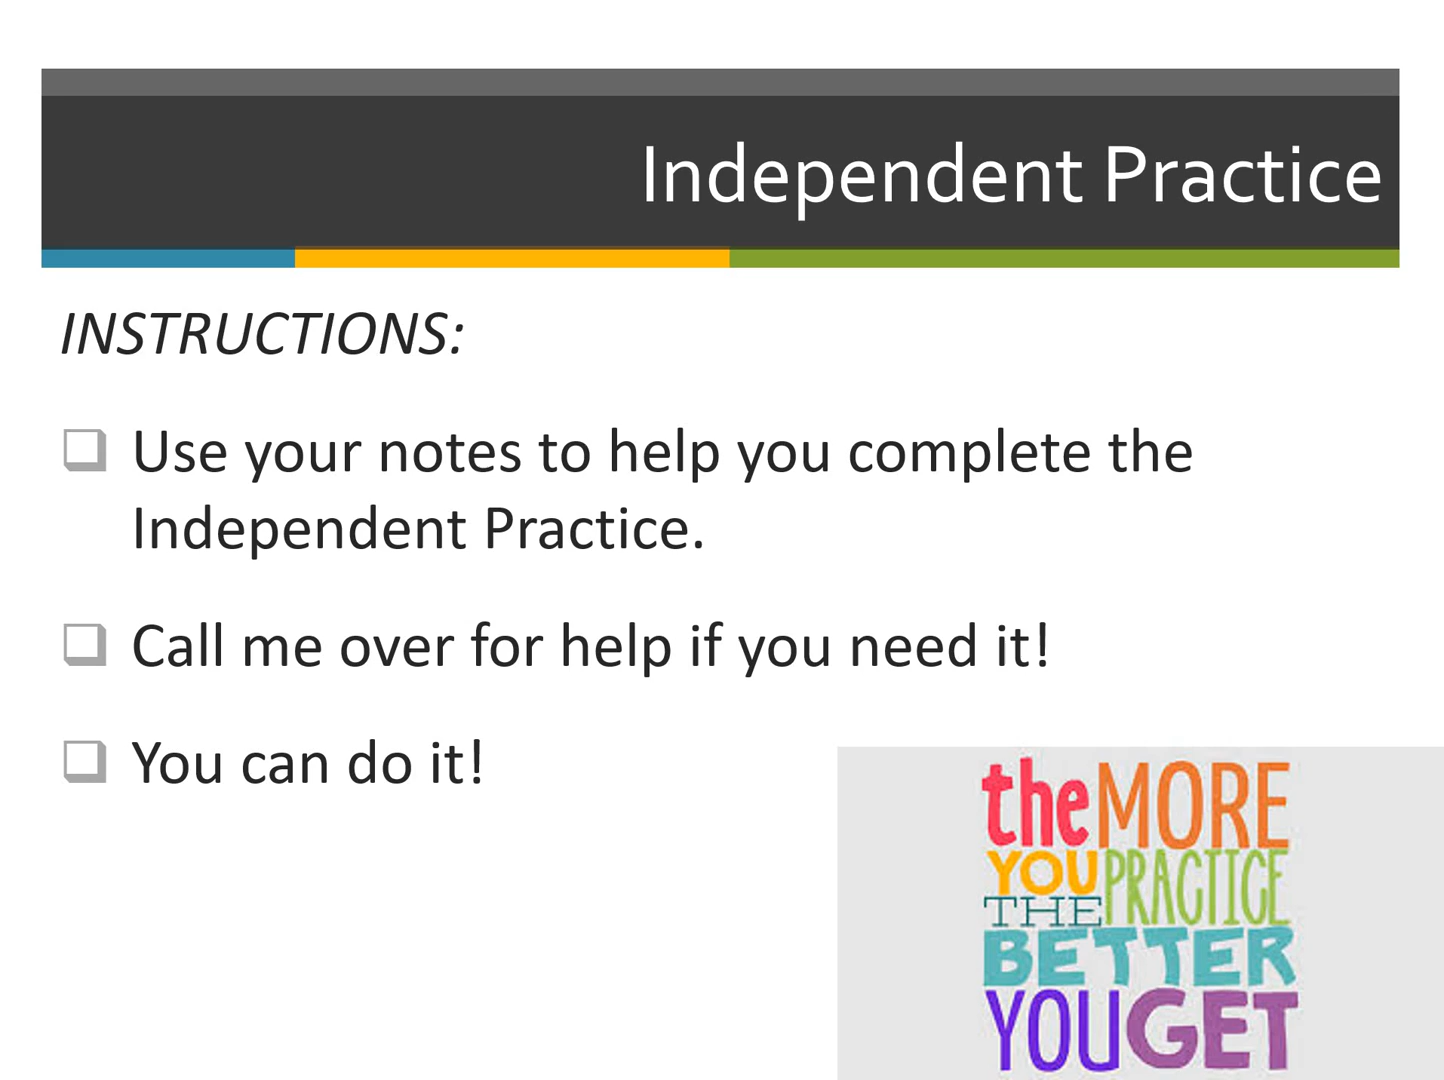 Independent Practice
INSTRUCTIONS:
Use your notes to help you complete the
Independent Practice.
Call me over for help if you need it!
You can do it!
the MORE
YOU PRACTICE
THE
BETTER
YOU GET